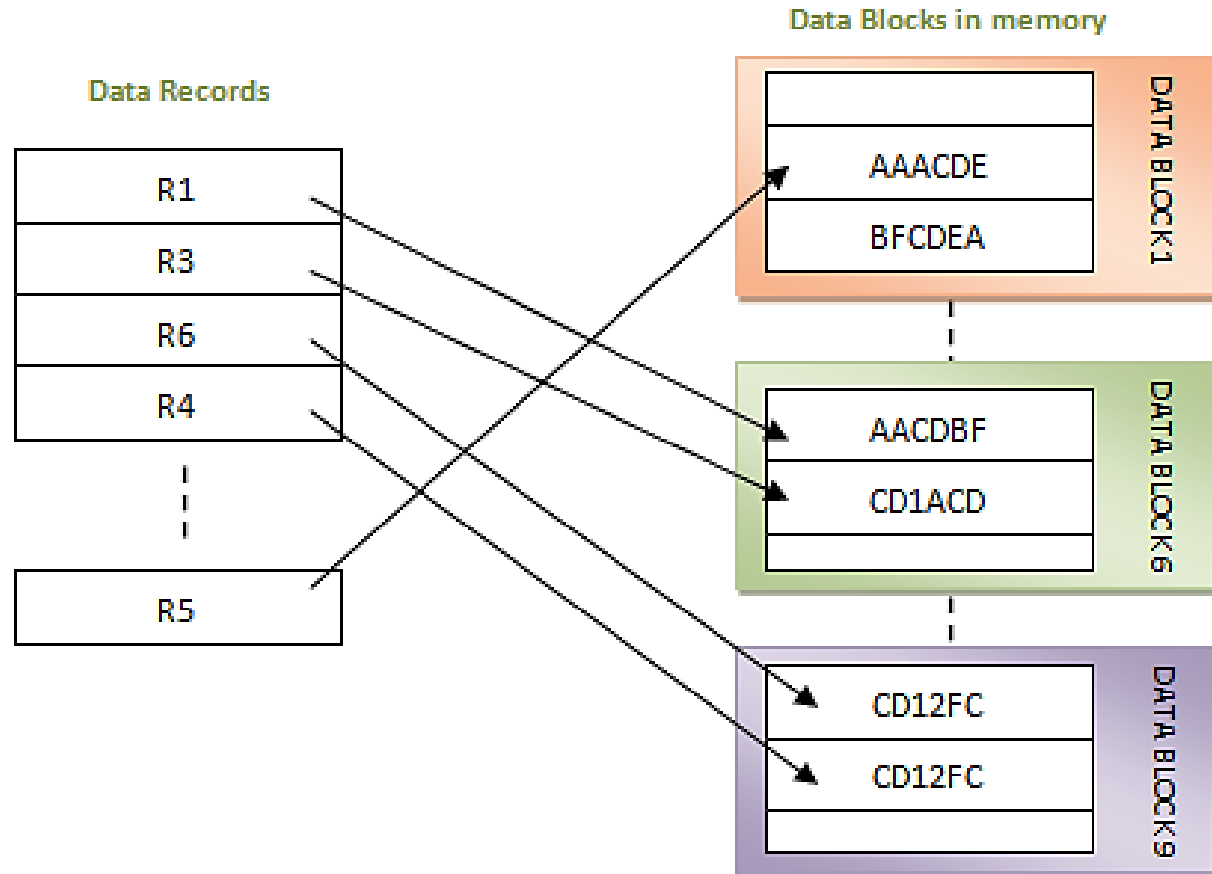 Data Records
R1
R3
R6
R4
R5
Data Blocks in memory
AAACDE
BFCDEA
DATA BLOCK1
AACDBF
CD1ACD
DATA BLOCK6
CD12FC
CD12FC
DATA BLOCK9